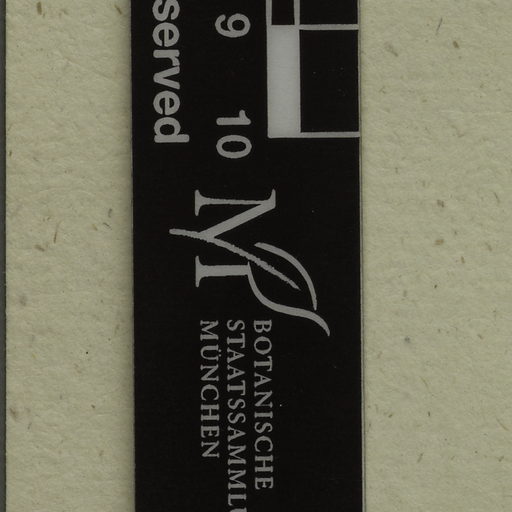 served
9 10
M
BOTANISCHE
STAATSSAMMLU
MÜNCHEN